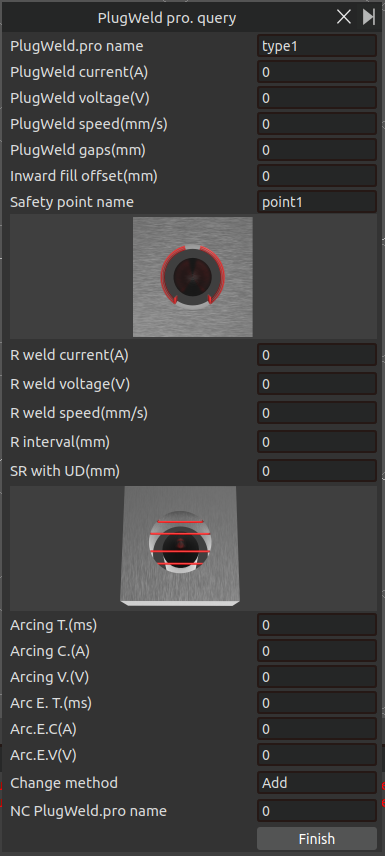 PlugWeld pro. query
PlugWeld.pro name type1
PlugWeld current(A) 0
PlugWeld voltage(V) 0
PlugWeld speed(mm/s) 0
PlugWeld gaps(mm) 0
Inward fill offset(mm) 0
Safety point name point1
R weld current(A) 0
R weld voltage(V) 0
R weld speed(mm/s) 0
R interval(mm) 0
SR with UD(mm) 0
Arcing T.(ms) 0
Arcing C.(A) 0
Arcing V.(V) 0
Arc E. T.(ms) 0
Arc.E.C(A) 0
Arc.E.V(V) 0
Change method Add
NC PlugWeld.pro name 0
Finish